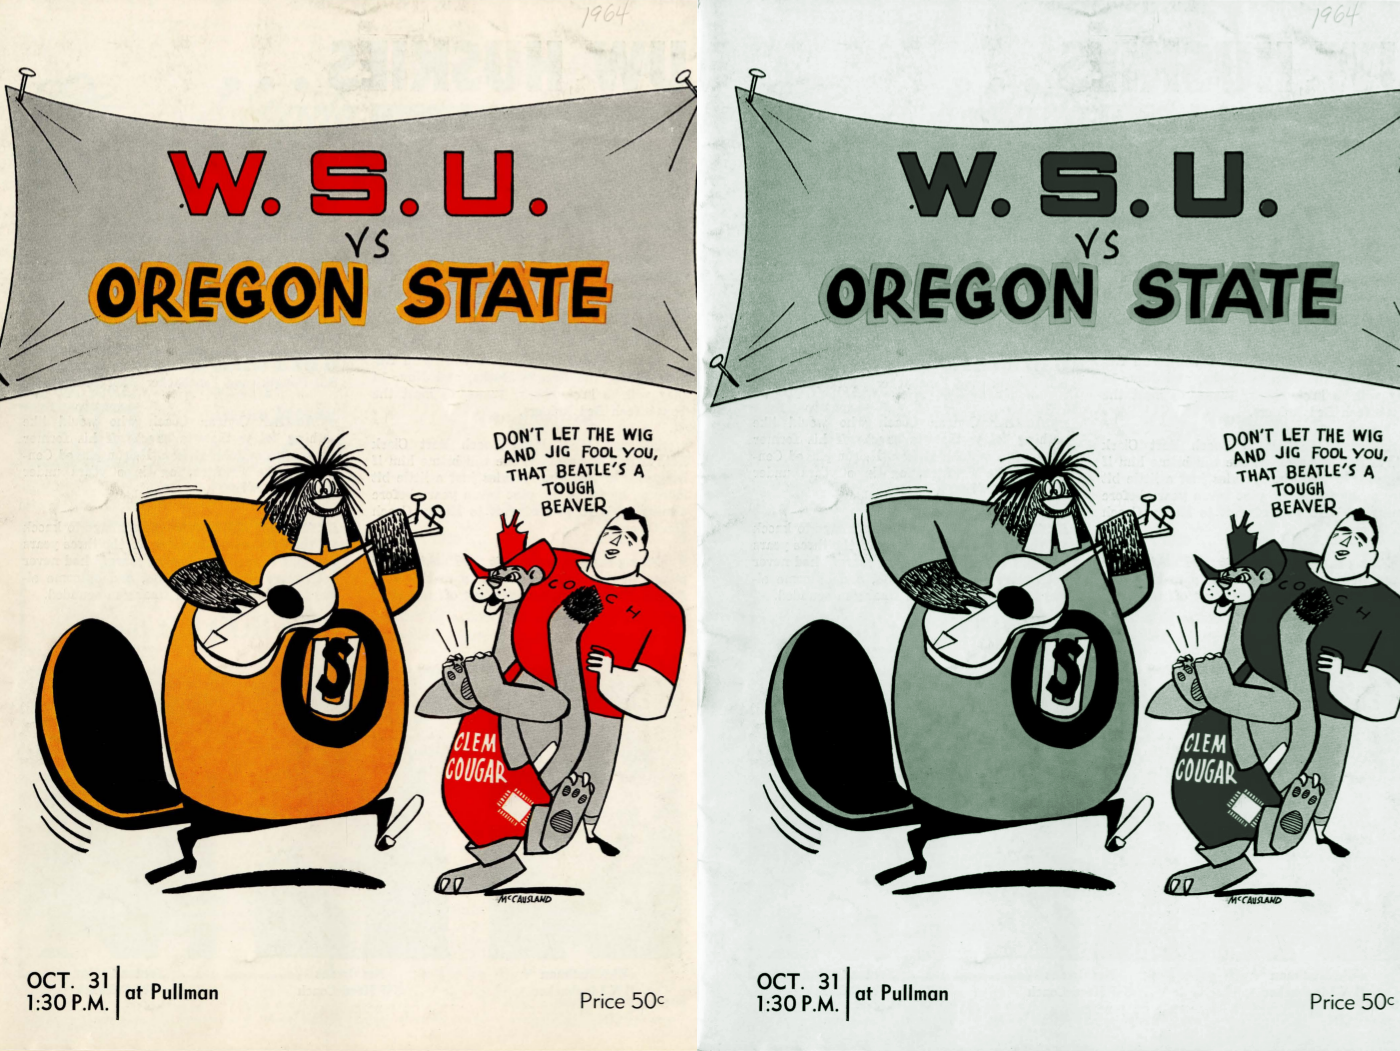 1964
W. S. U.
VS
OREGON STATE
DON'T LET THE WIG
AND JIG FOOL YOU,
THAT BEATLE'S A
TOUGH
BEAVER
COACH
S
CLEM
COUGAR
McCAUSLAND
OCT. 31
1:30 P.M.
at Pullman
Price 50c
1964
W. S. U.
VS
OREGON STATE
DON'T LET THE WIG
AND JIG FOOL YOU,
THAT BEATLE'S A
TOUGH
BEAVER
COACH
S
CLEM
COUGAR
McCAUSLAND
OCT. 31
1:30 P.M.
at Pullman
Price 50c